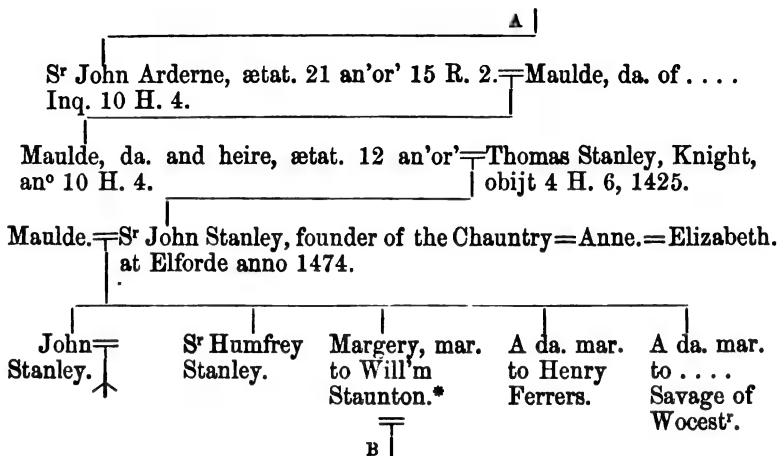 A
Sʳ John Arderne, ætat. 21 an'or' 15 R. 2.=Maulde, da. of . . . .
Inq. 10 H. 4.
Maulde, da. and heire, ætat. 12 an'or'=Thomas Stanley, Knight,
anº 10 H. 4.
obijt 4 H. 6, 1425.
Maulde.=Sʳ John Stanley, founder of the Chauntry=Anne.=Elizabeth.
at Elforde anno 1474.
John=
Stanley.
Sʳ Humfrey
Stanley.
Margery, mar.
to Will'm
Staunton.*
A da. mar.
to Henry
Ferrers.
A da. mar.
to . . . .
Savage of
Wocestʳ.
B